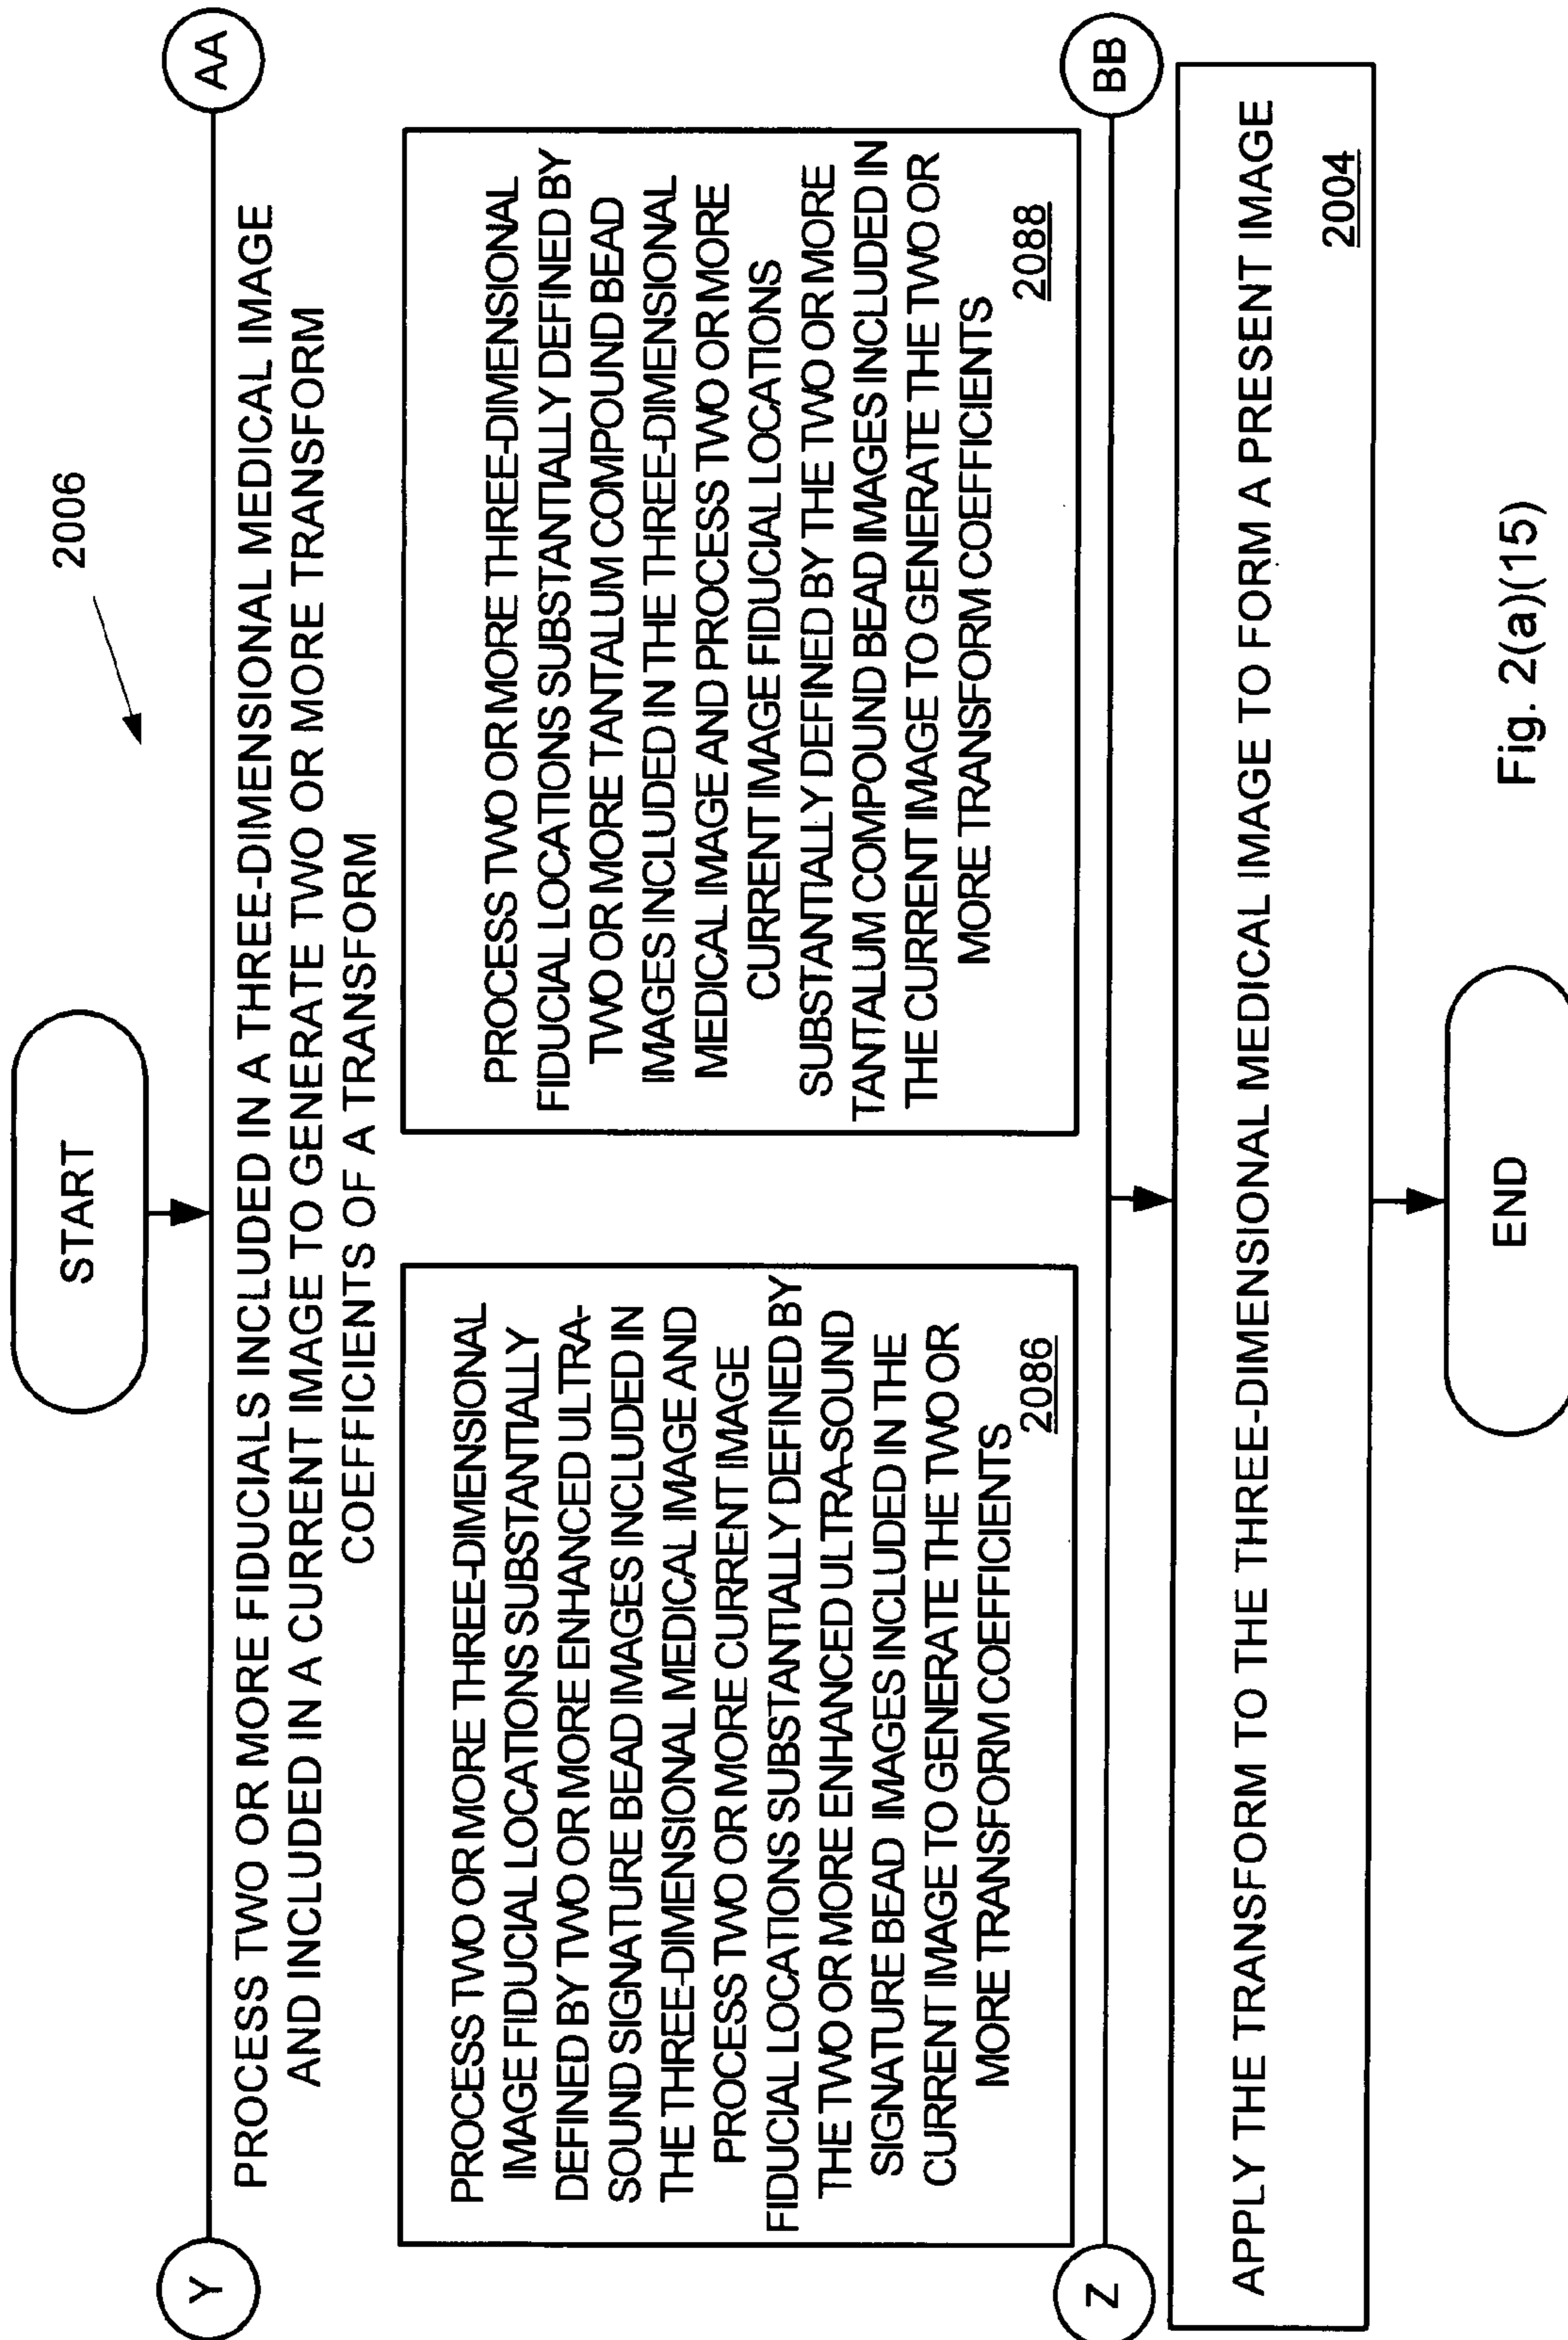 2006
START
Y
AA
PROCESS TWO OR MORE FIDUCIALS INCLUDED IN A THREE-DIMENSIONAL MEDICAL IMAGE
AND INCLUDED IN A CURRENT IMAGE TO GENERATE TWO OR MORE TRANSFORM
COEFFICIENTS OF A TRANSFORM
PROCESS TWO OR MORE THREE-DIMENSIONAL
IMAGE FIDUCIAL LOCATIONS SUBSTANTIALLY
DEFINED BY TWO OR MORE ENHANCED ULTRA-
SOUND SIGNATURE BEAD IMAGES INCLUDED IN
THE THREE-DIMENSIONAL MEDICAL IMAGE AND
PROCESS TWO OR MORE CURRENT IMAGE
FIDUCIAL LOCATIONS SUBSTANTIALLY DEFINED BY
THE TWO OR MORE ENHANCED ULTRA-SOUND
SIGNATURE BEAD IMAGES INCLUDED IN THE
CURRENT IMAGE TO GENERATE THE TWO OR
MORE TRANSFORM COEFFICIENTS
2086
PROCESS TWO OR MORE THREE-DIMENSIONAL
FIDUCIAL LOCATIONS SUBSTANTIALLY DEFINED BY
TWO OR MORE TANTALUM COMPOUND BEAD
IMAGES INCLUDED IN THE THREE-DIMENSIONAL
MEDICAL IMAGE AND PROCESS TWO OR MORE
CURRENT IMAGE FIDUCIAL LOCATIONS
SUBSTANTIALLY DEFINED BY THE TWO OR MORE
TANTALUM COMPOUND BEAD IMAGES INCLUDED IN
THE CURRENT IMAGE TO GENERATE THE TWO OR
MORE TRANSFORM COEFFICIENTS
2088
Z
BB
APPLY THE TRANSFORM TO THE THREE-DIMENSIONAL MEDICAL IMAGE TO FORM A PRESENT IMAGE
2004
END
Fig. 2(a)(15)